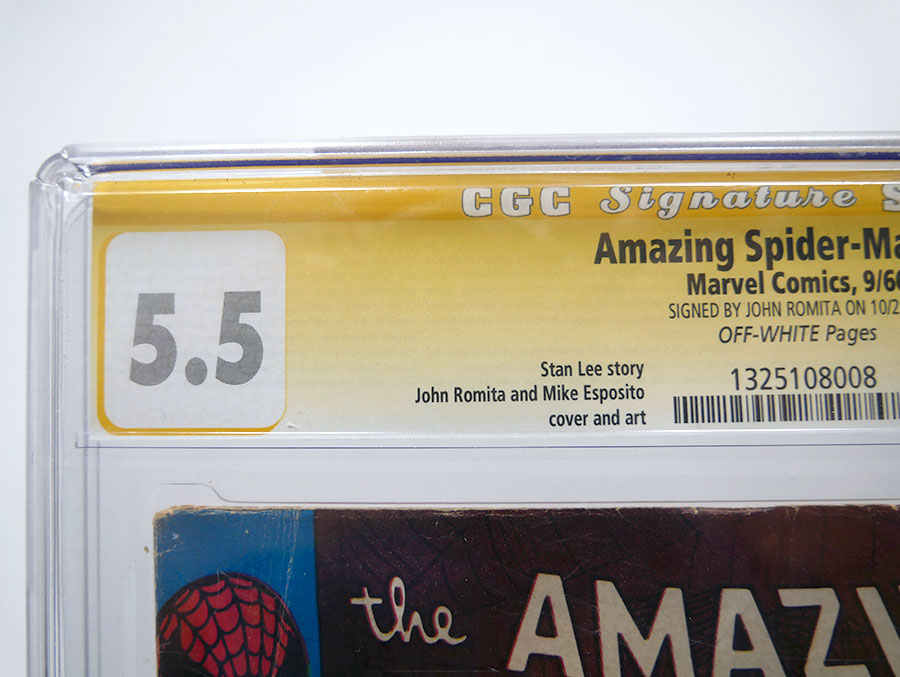 CGC Signature S
5.5
Amazing Spider-Ma
Marvel Comics, 9/66
SIGNED BY JOHN ROMITA ON 10/2
OFF-WHITE Pages
Stan Lee story
John Romita and Mike Esposito
cover and art
1325108008
the AMAZ